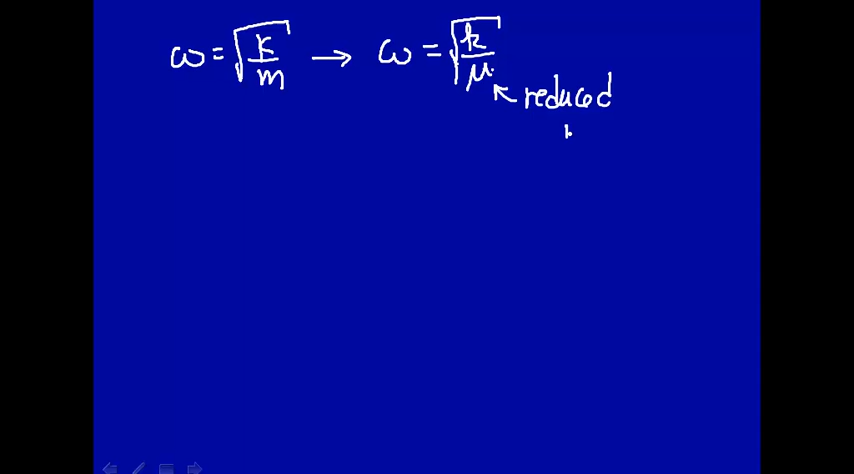 ω = √(k/m) → ω = √(k/μ)
reduced